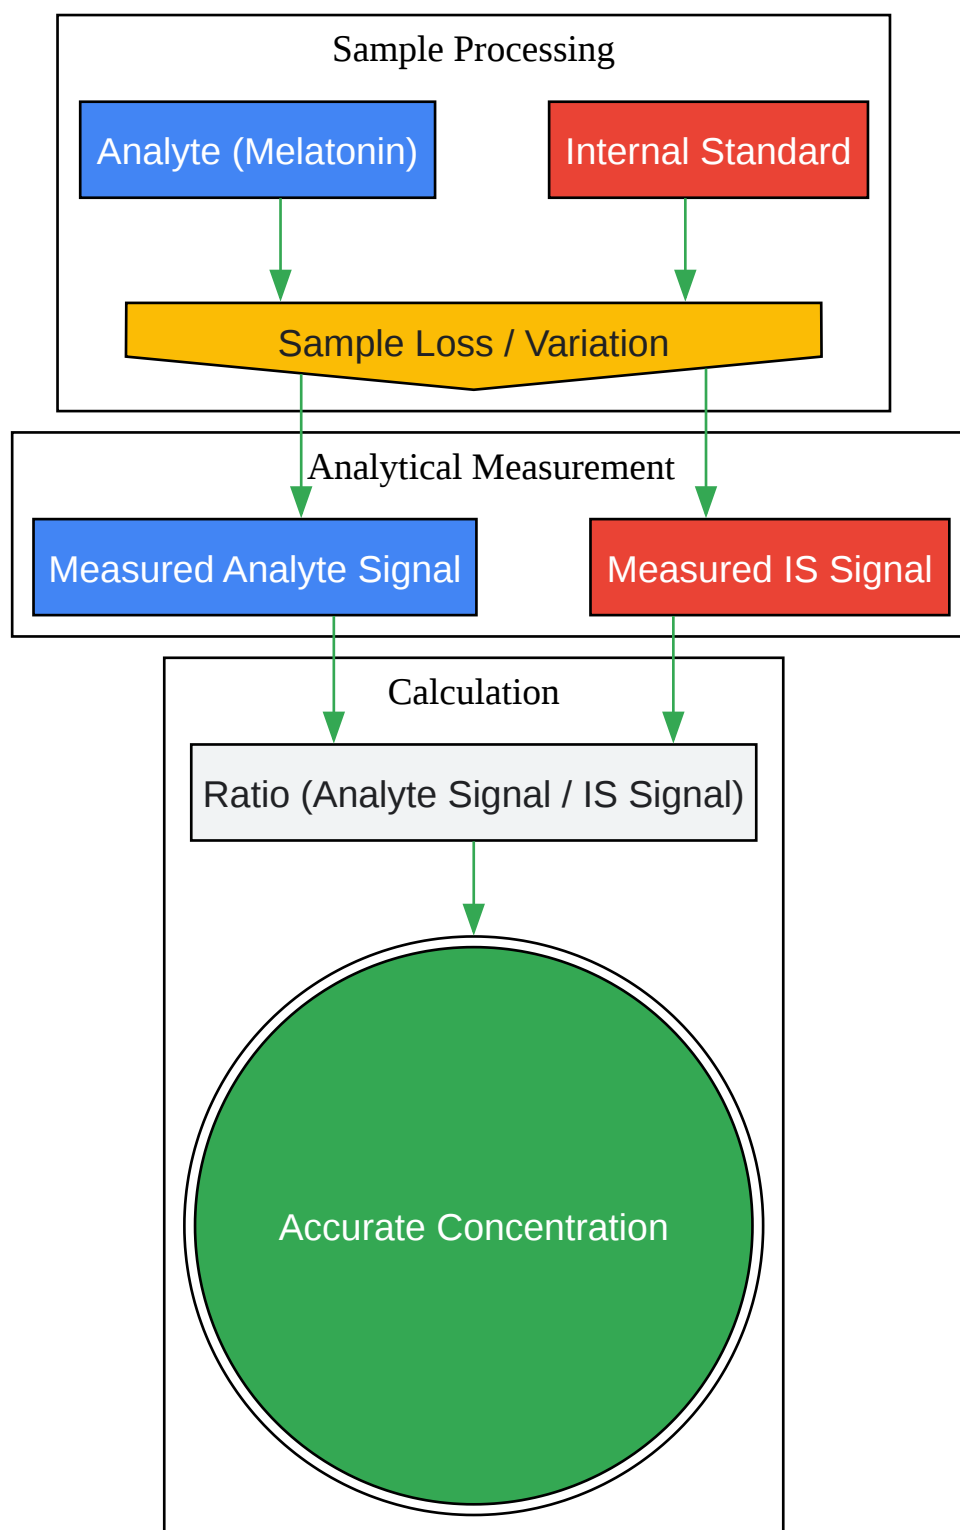 Sample Processing
Analyte (Melatonin)
Internal Standard
Sample Loss / Variation
Analytical Measurement
Measured Analyte Signal
Measured IS Signal
Calculation
Ratio (Analyte Signal / IS Signal)
Accurate Concentration